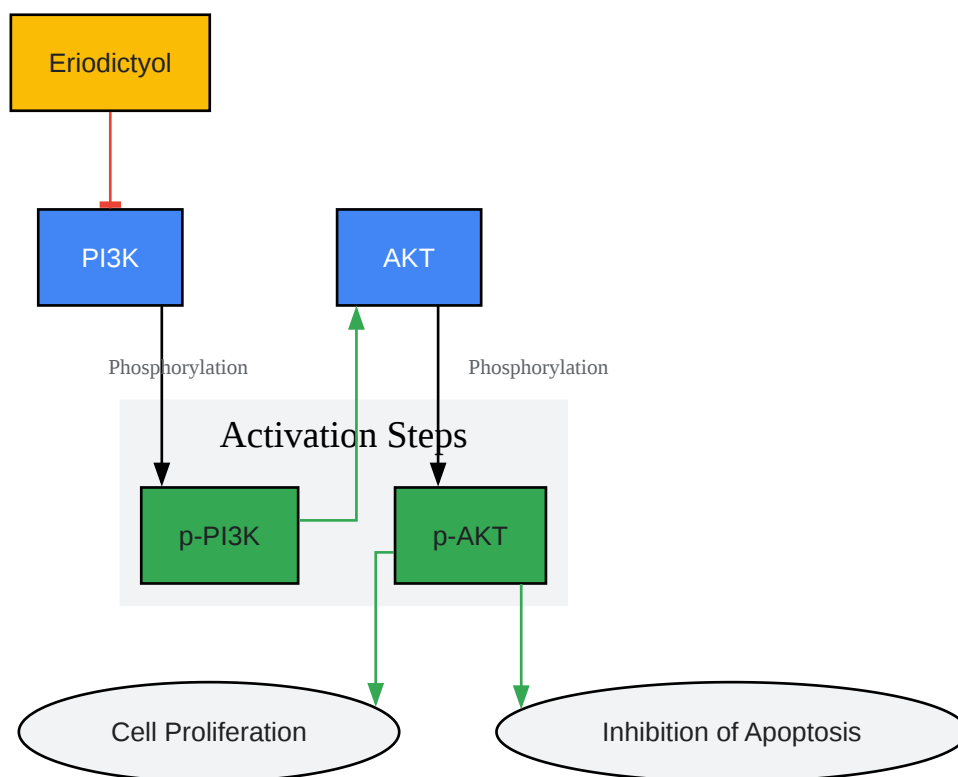 Eriodictyol
PI3K
AKT
Phosphorylation
Phosphorylation
Activation Steps
p-PI3K
p-AKT
Cell Proliferation
Inhibition of Apoptosis